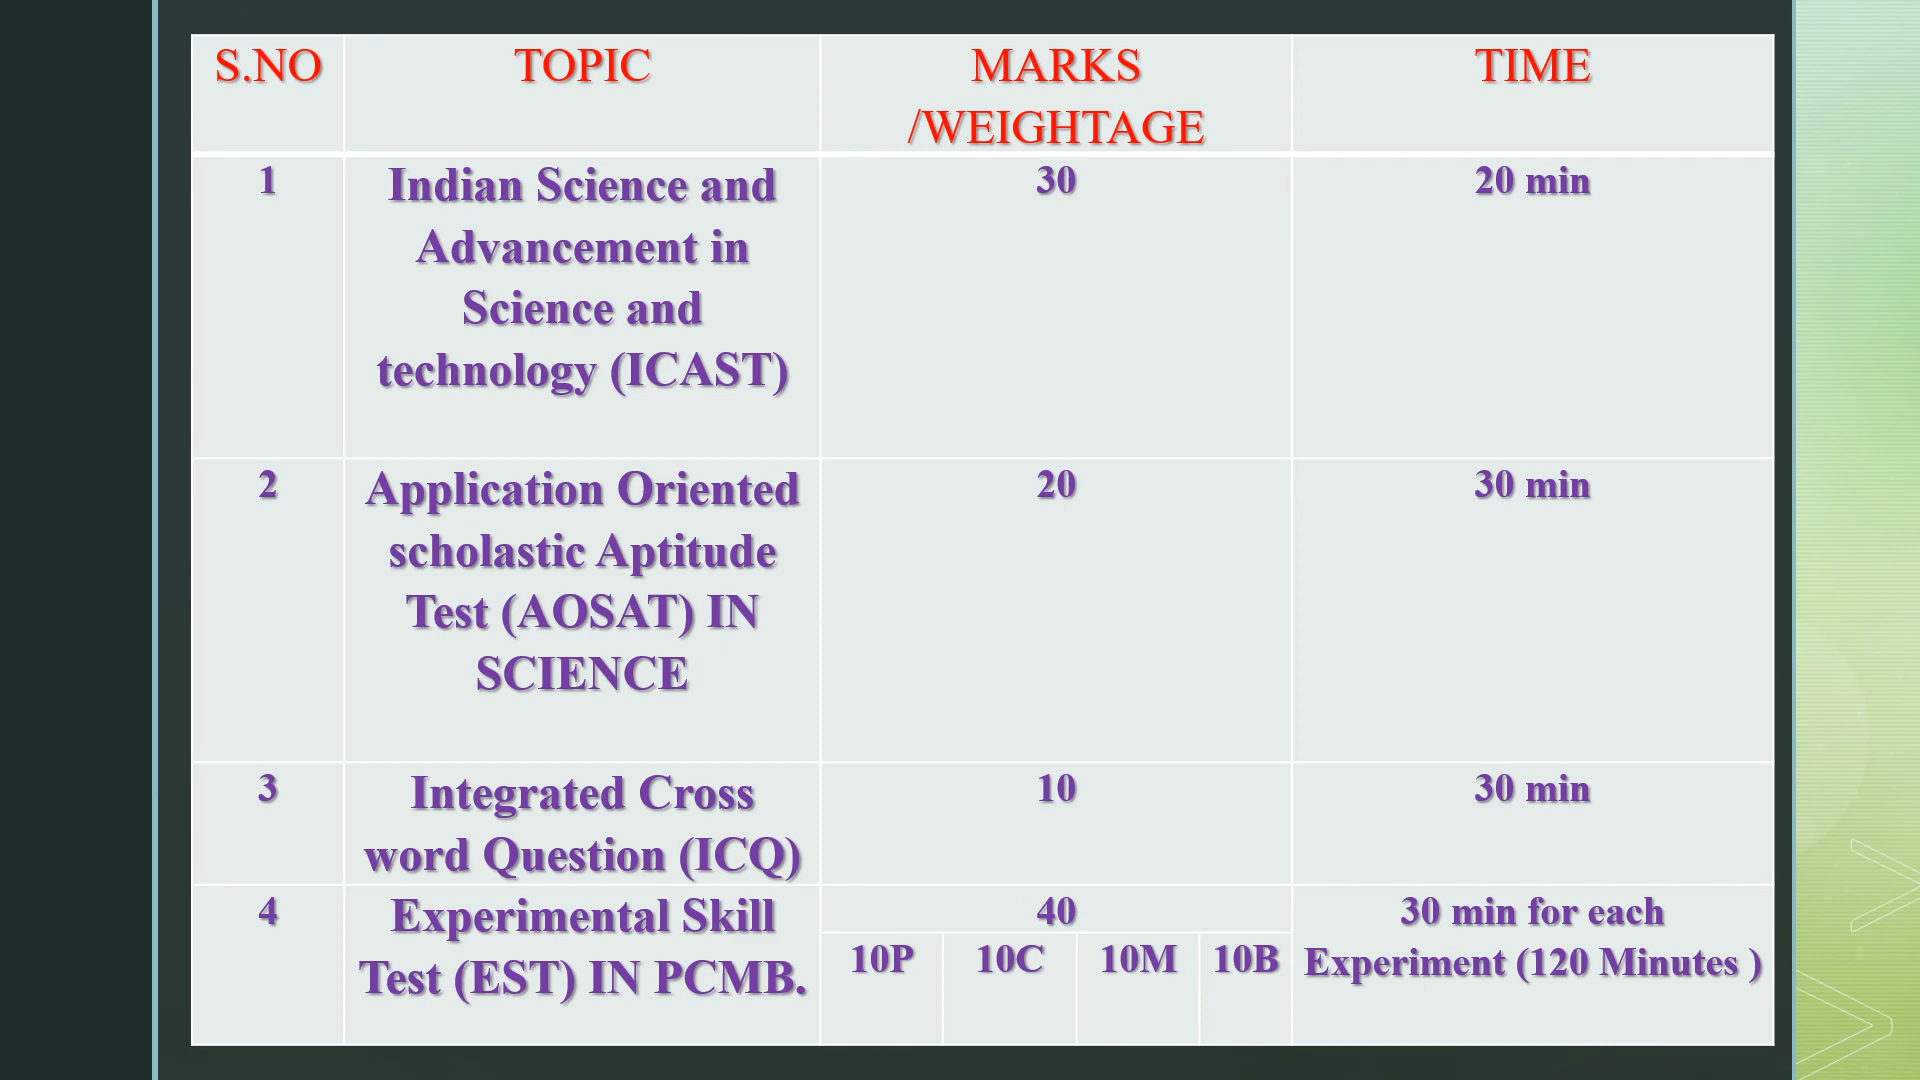 S.NO TOPIC MARKS /WEIGHTAGE TIME
1 Indian Science and Advancement in Science and technology (ICAST) 30 20 min
2 Application Oriented scholastic Aptitude Test (AOSAT) IN SCIENCE 20 30 min
3 Integrated Cross word Question (ICQ) 10 30 min
4 Experimental Skill Test (EST) IN PCMB. 40 30 min for each Experiment (120 Minutes )
10P 10C 10M 10B